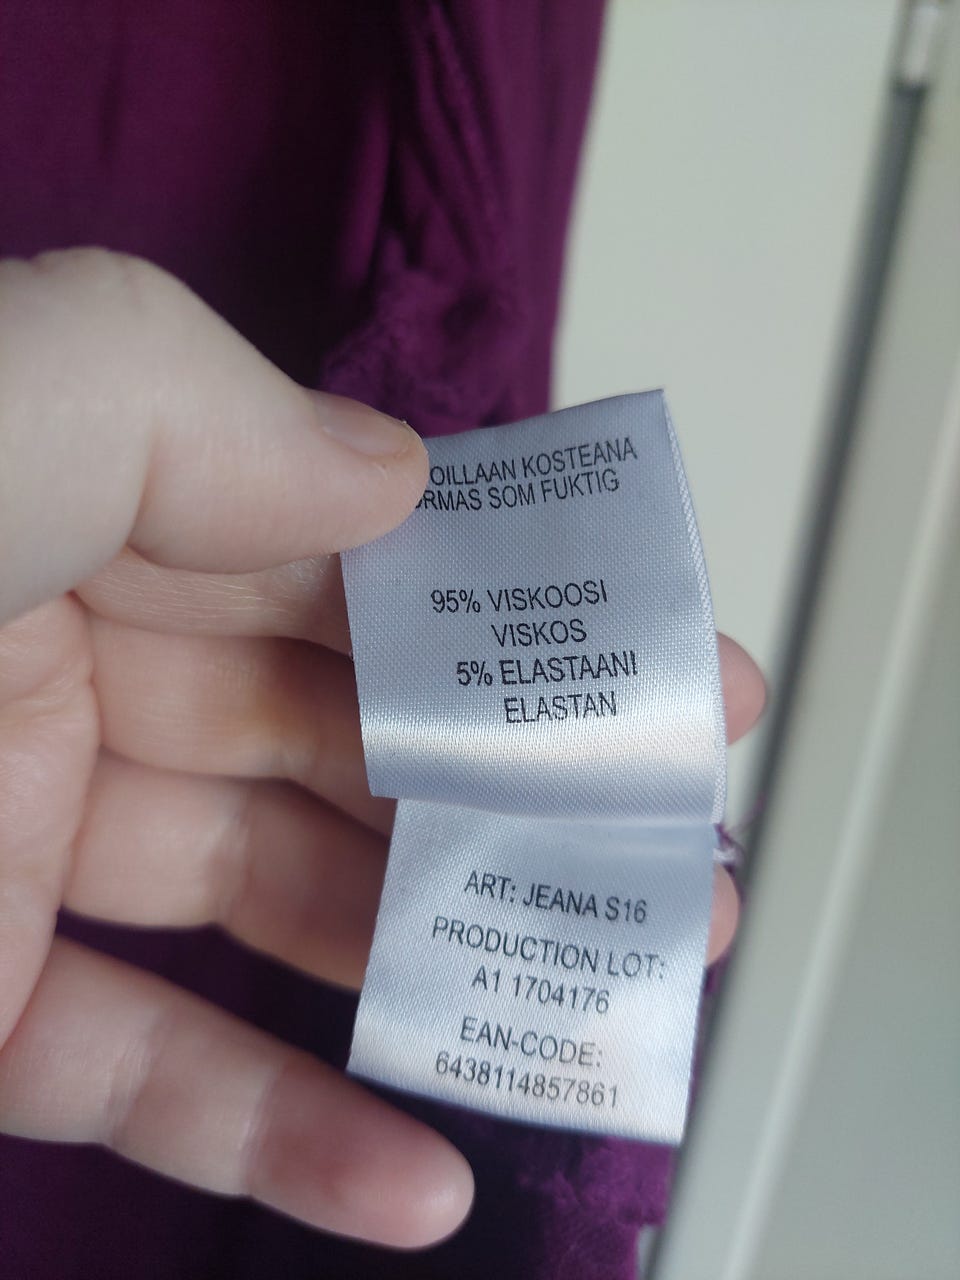 OILLAAN KOSTEANA
ORMAS SOM FUKTIG
95% VISKOOSI
VISKOS
5% ELASTAANI
ELASTAN
ART: JEANA S16
PRODUCTION LOT:
A1 1704176
EAN-CODE:
6438114857861